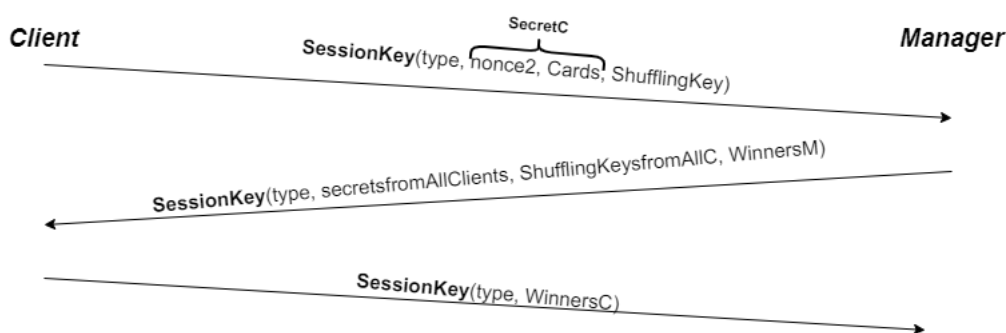 SecretC
Client
Manager
SessionKey(type, nonce2, Cards, ShufflingKey)
SessionKey(type, secretsfromAllClients, ShufflingKeysfromAllC, WinnersM)
SessionKey(type, WinnersC)